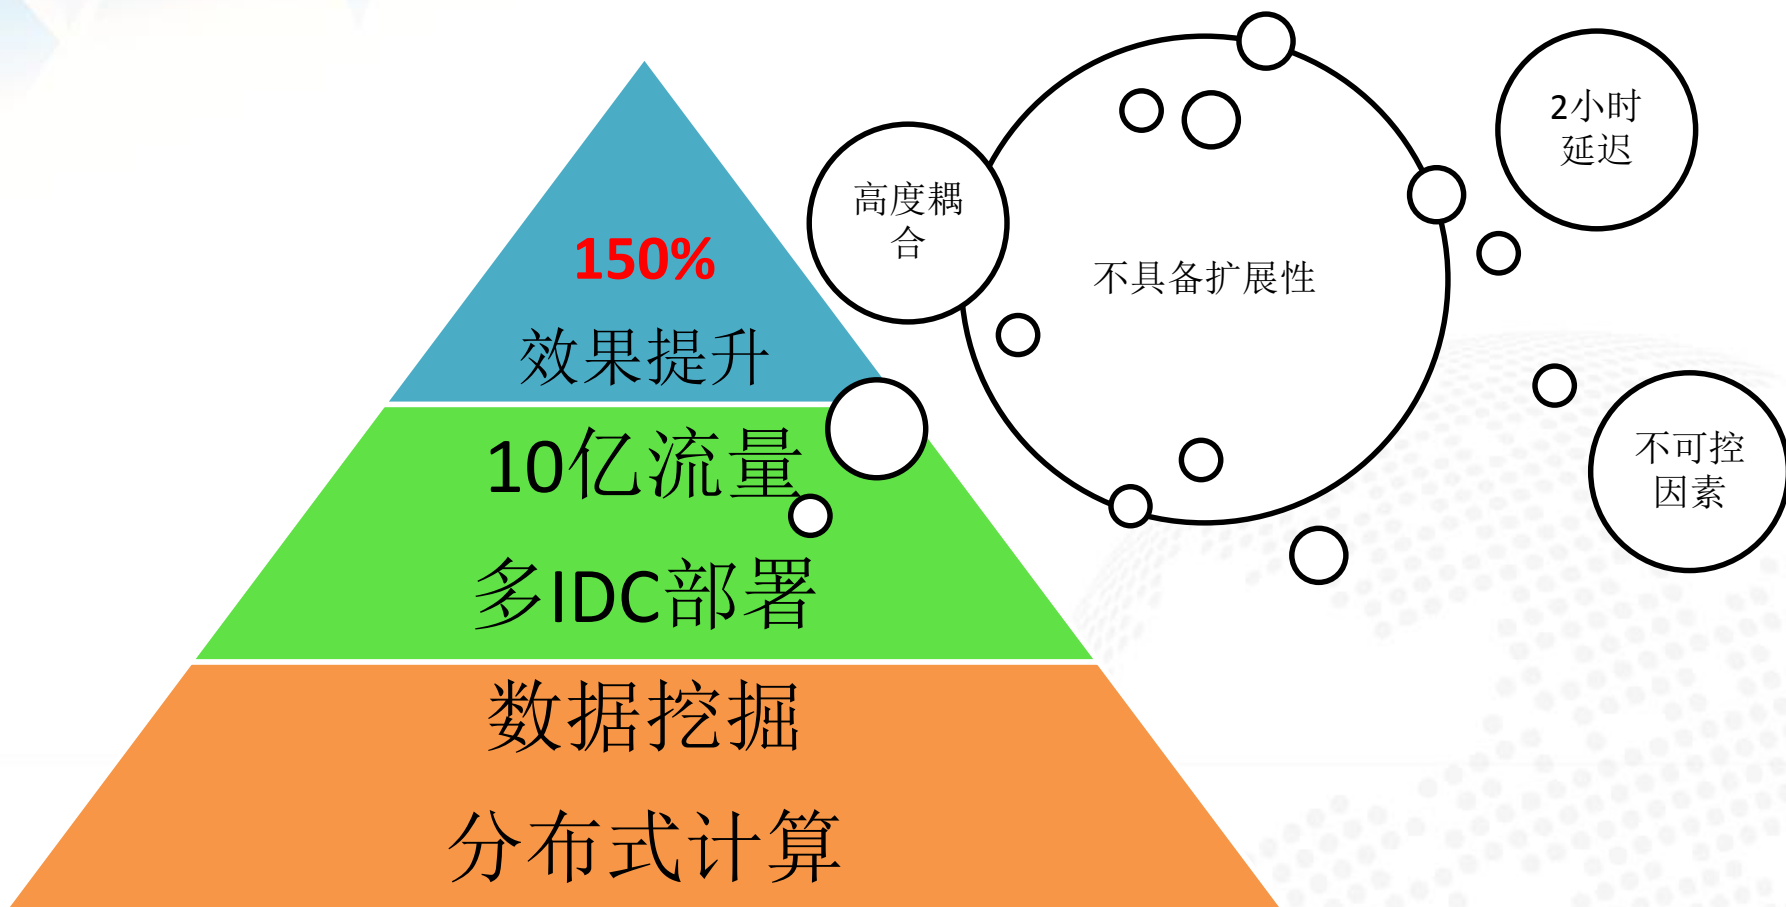 150%
效果提升
10亿流量
多IDC部署
数据挖掘
分布式计算
高度耦
合
不具备扩展性
2小时
延迟
不可控
因素